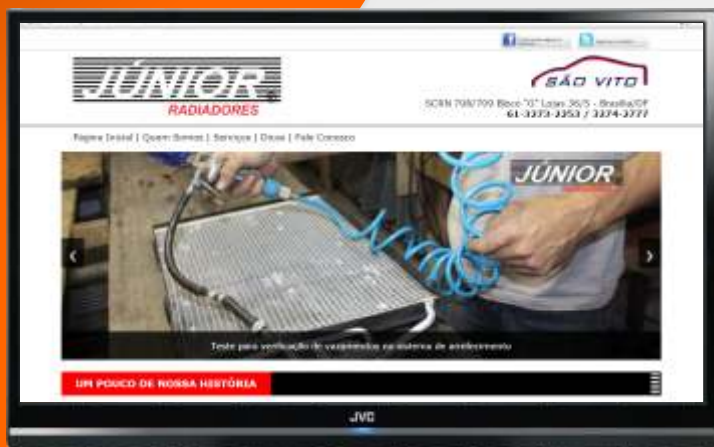 JÚNIOR
RADIADORES
SÃO VITO
SCRN 708/709 Bloco "G" Lojas 36/5 - Brasília/DF
61-3273-2253 / 3274-3777
Página Inicial | Quem Somos | Serviços | Dicas | Fale Conosco
JÚNIOR
Teste para verificação de vazamentos no sistema de arrefecimento
UM POUCO DE NOSSA HISTÓRIA
JVC